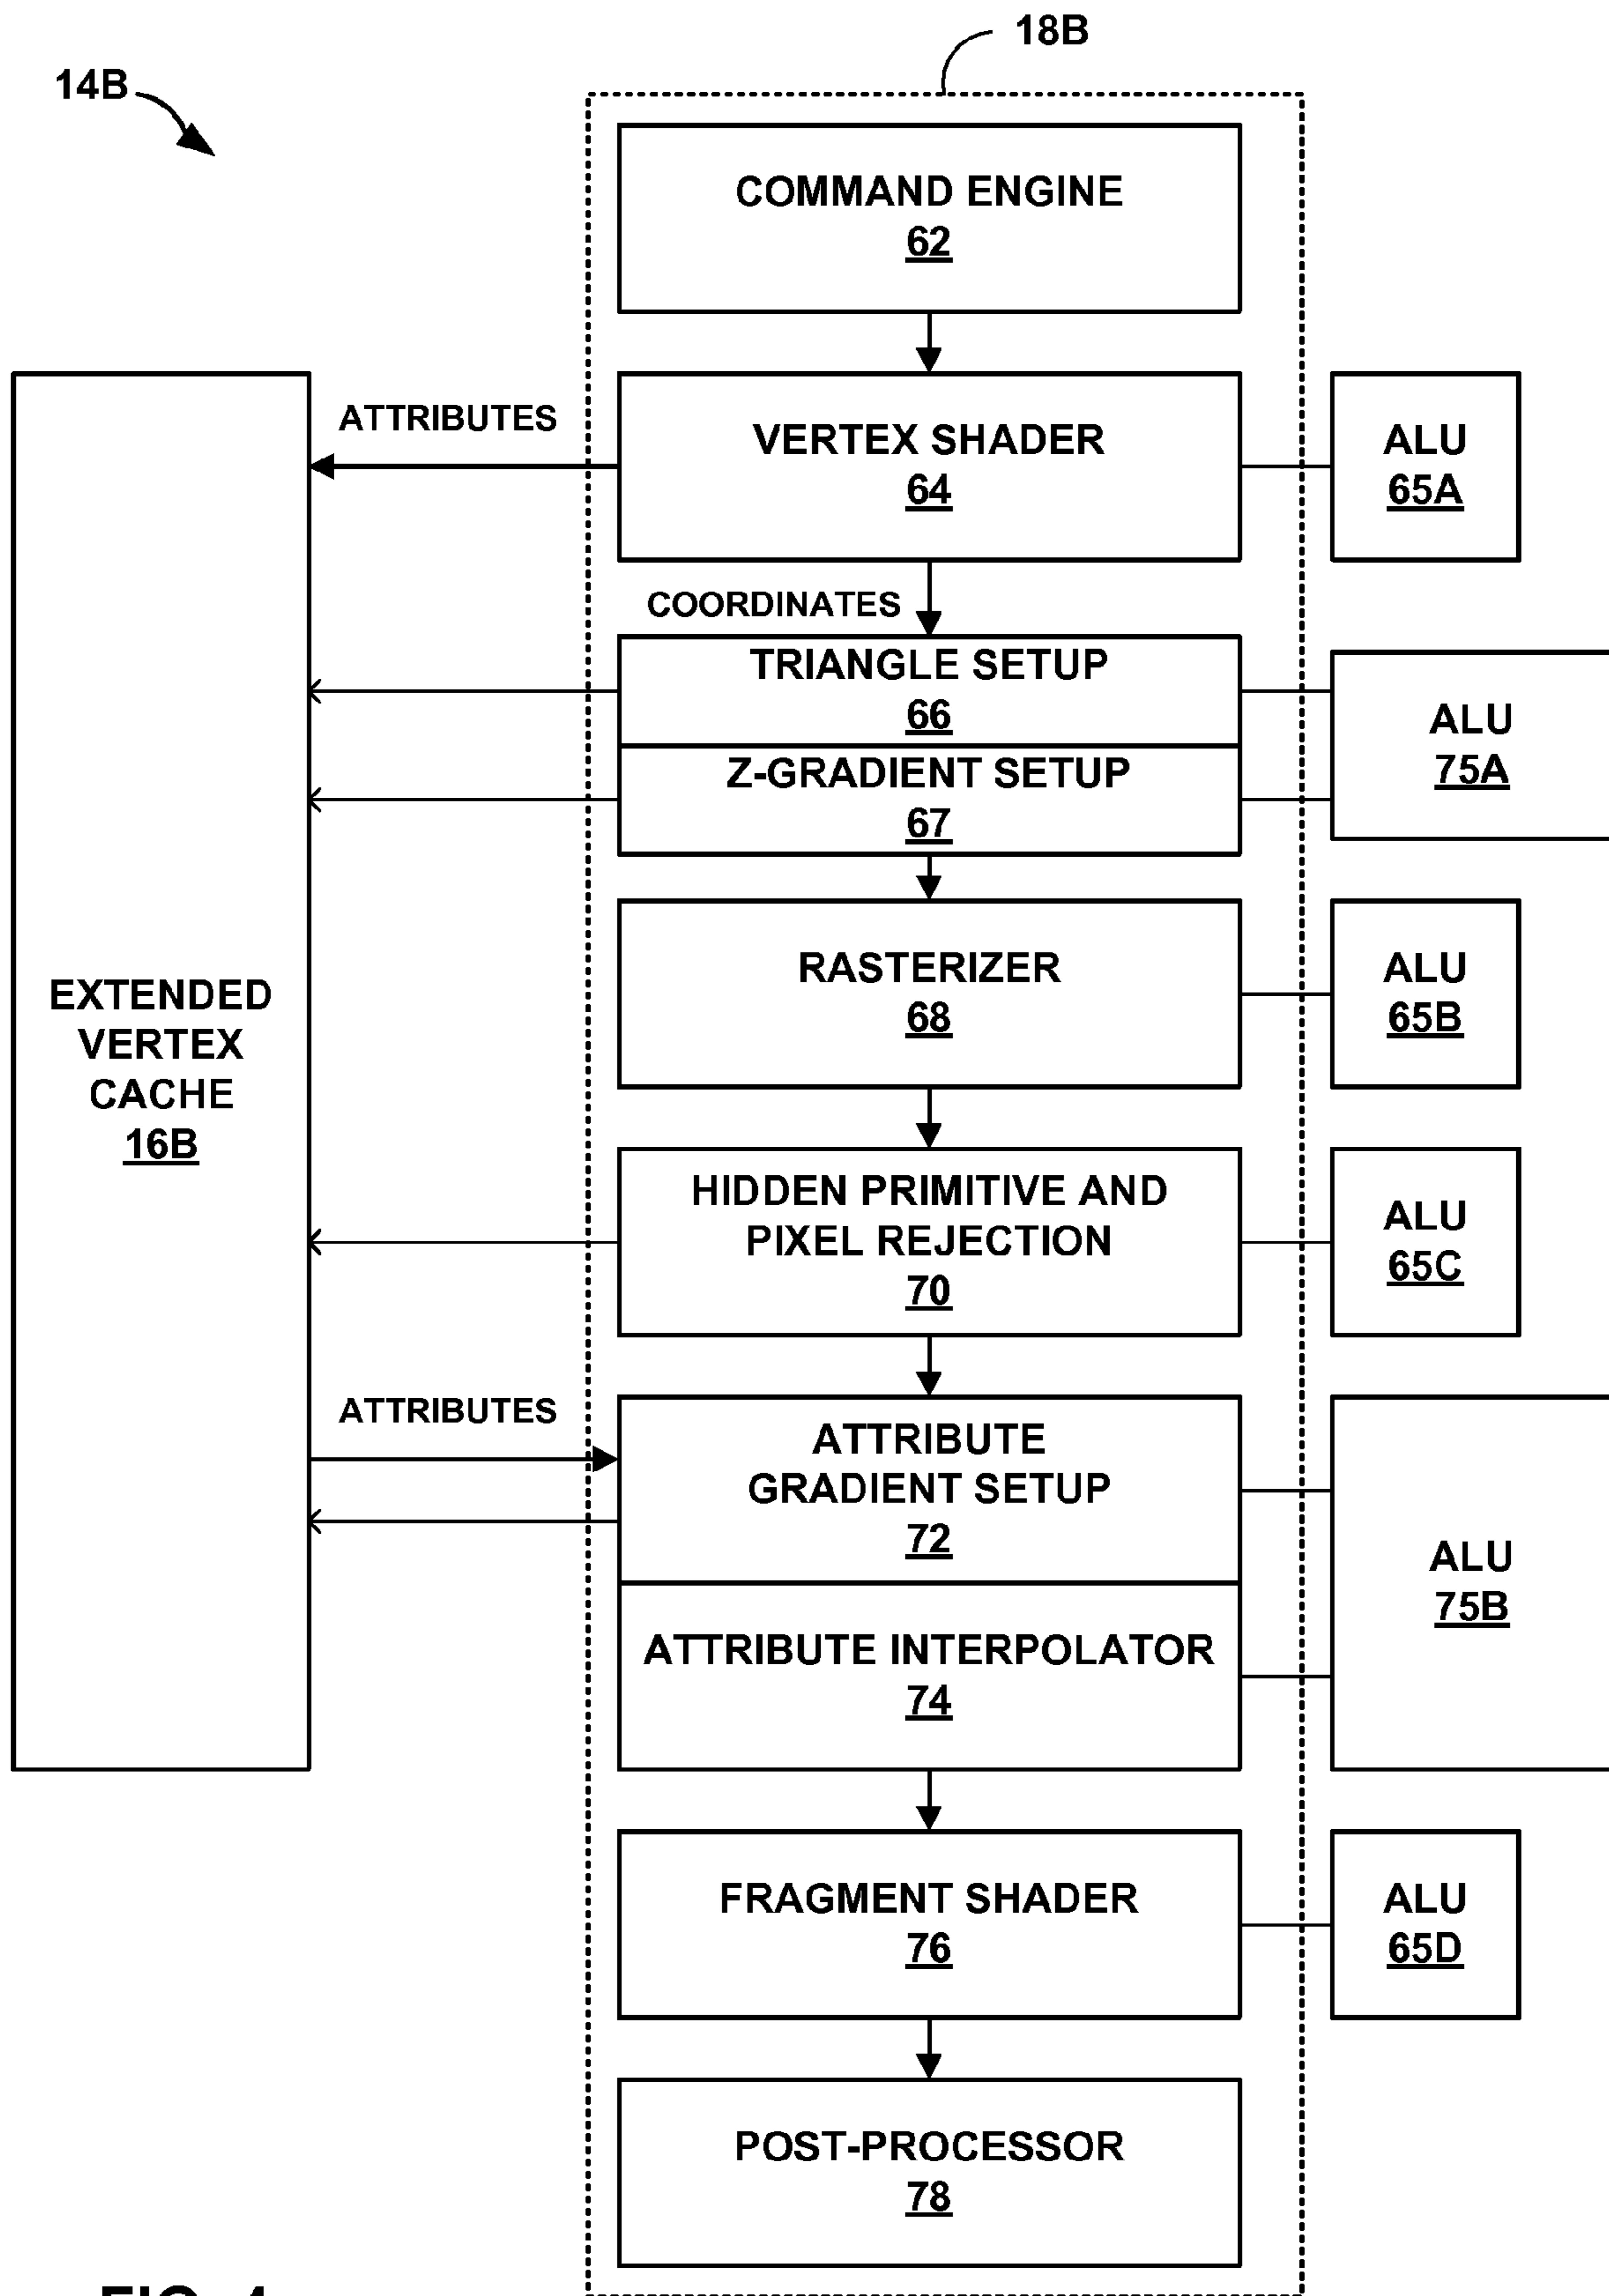 18B
14B
COMMAND ENGINE
62
ATTRIBUTES
VERTEX SHADER
64
ALU
65A
COORDINATES
TRIANGLE SETUP
66
ALU
75A
Z-GRADIENT SETUP
67
RASTERIZER
68
ALU
65B
EXTENDED
VERTEX
CACHE
16B
HIDDEN PRIMITIVE AND
PIXEL REJECTION
70
ALU
65C
ATTRIBUTES
ATTRIBUTE
GRADIENT SETUP
72
ALU
75B
ATTRIBUTE INTERPOLATOR
74
FRAGMENT SHADER
76
ALU
65D
POST-PROCESSOR
78